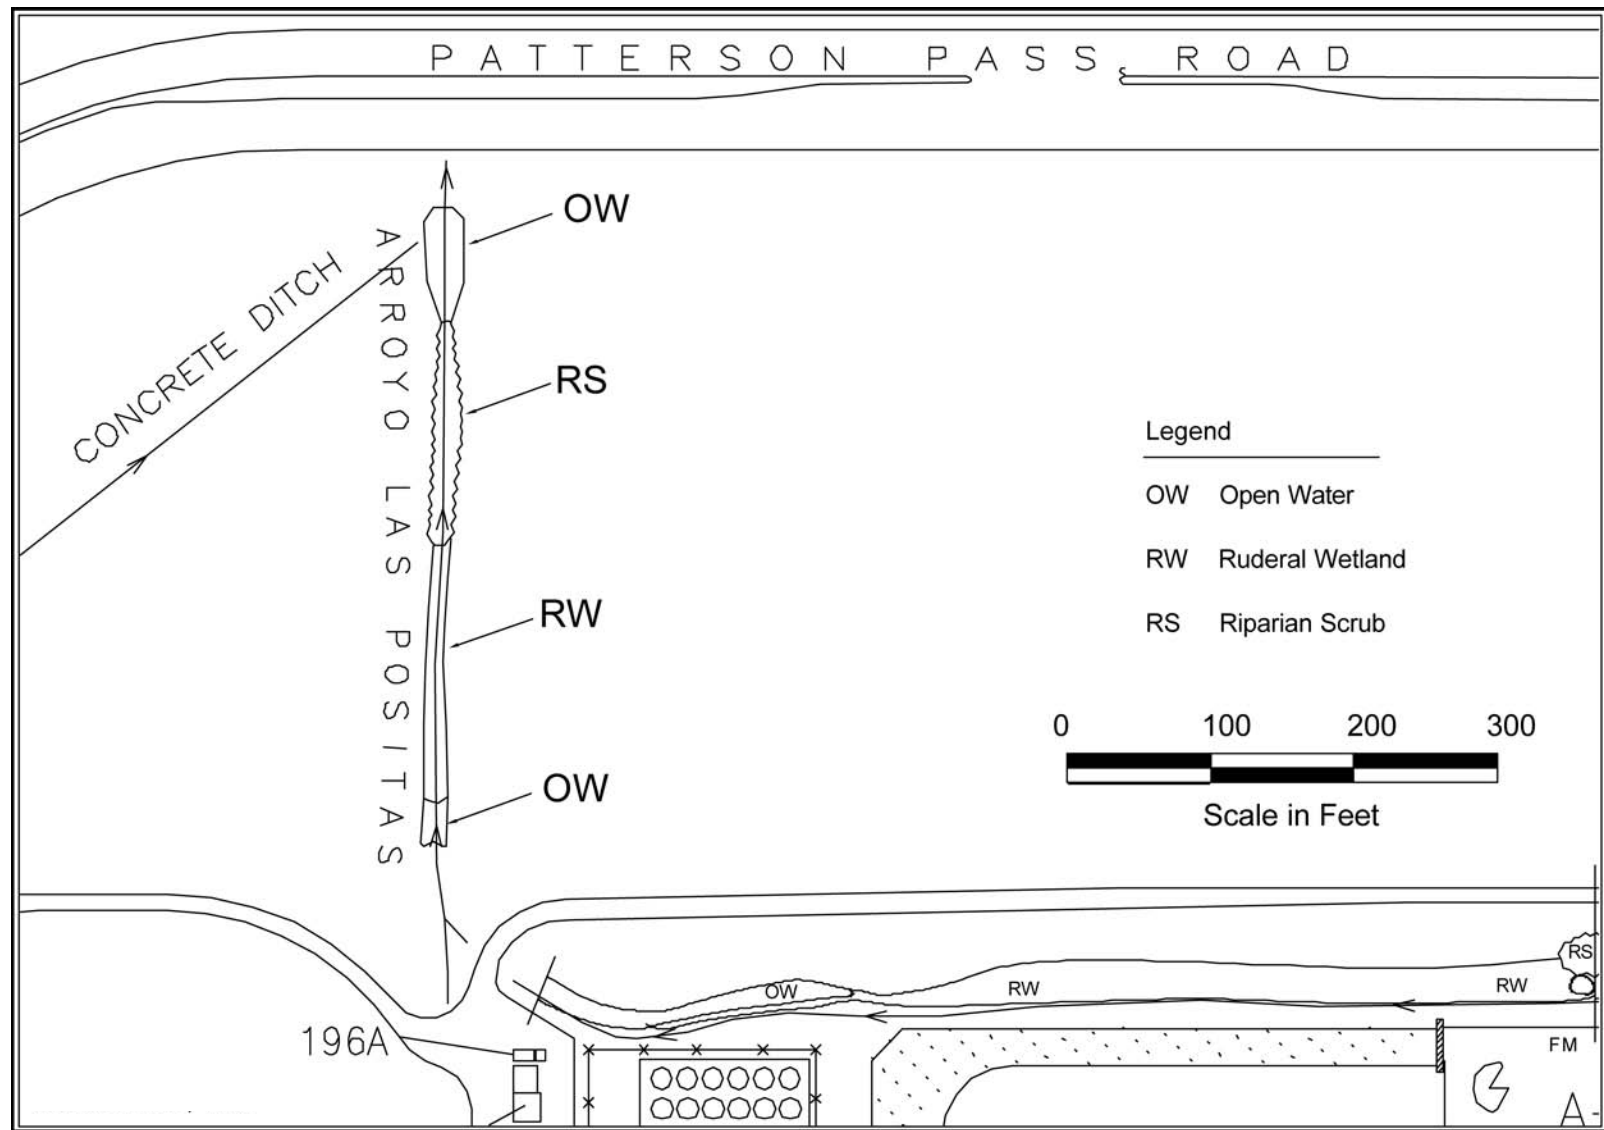 PATTERSON PASS ROAD
OW
ARROYO LAS POSITAS
CONCRETE DITCH
RS
Legend
OW Open Water
RW Ruderal Wetland
RS Riparian Scrub
RW
0 100 200 300
Scale in Feet
OW
RS
OW
RW
RW
196A
FM
A-